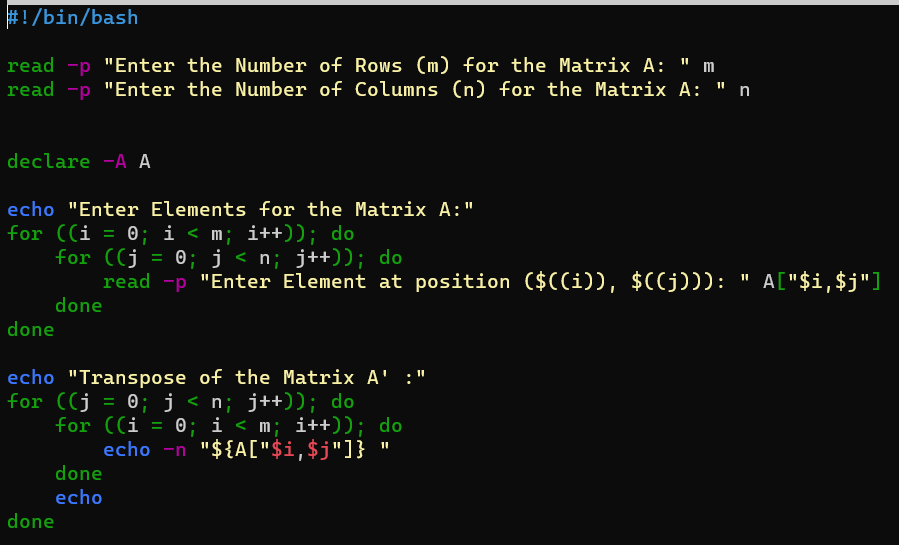 #!/bin/bash
read -p "Enter the Number of Rows (m) for the Matrix A: " m
read -p "Enter the Number of Columns (n) for the Matrix A: " n
declare -A A
echo "Enter Elements for the Matrix A:"
for ((i = 0; i < m; i++)); do
    for ((j = 0; j < n; j++)); do
        read -p "Enter Element at position ($((i)), $((j))): " A["$i,$j"]
    done
done
echo "Transpose of the Matrix A' :"
for ((j = 0; j < n; j++)); do
    for ((i = 0; i < m; i++)); do
        echo -n "${A["$i,$j"]} "
    done
    echo
done